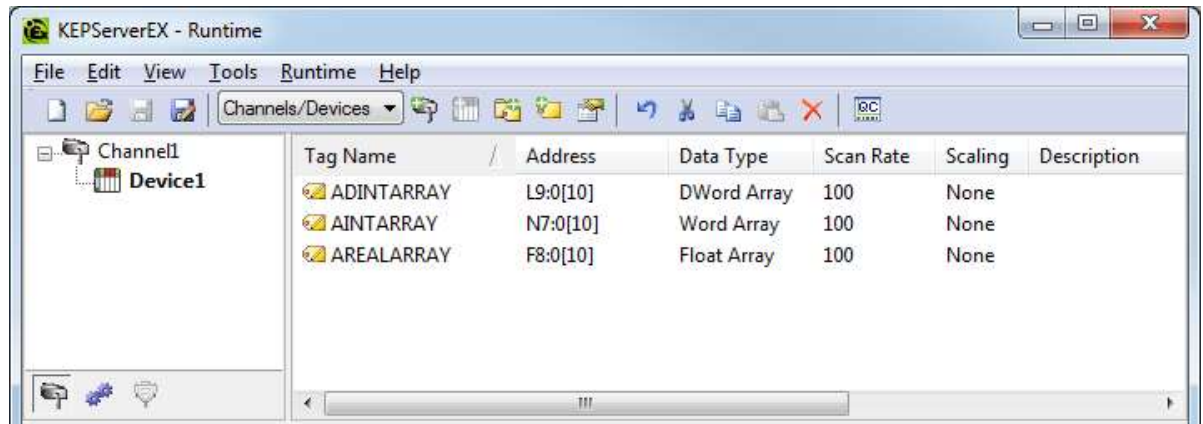 KEPServerEX - Runtime
File Edit View Tools Runtime Help
Channels/Devices QC
Channel1
Device1
Tag Name Address Data Type Scan Rate Scaling Description
ADINTARRAY L9:0[10] DWord Array 100 None
AINTARRAY N7:0[10] Word Array 100 None
AREALARRAY F8:0[10] Float Array 100 None